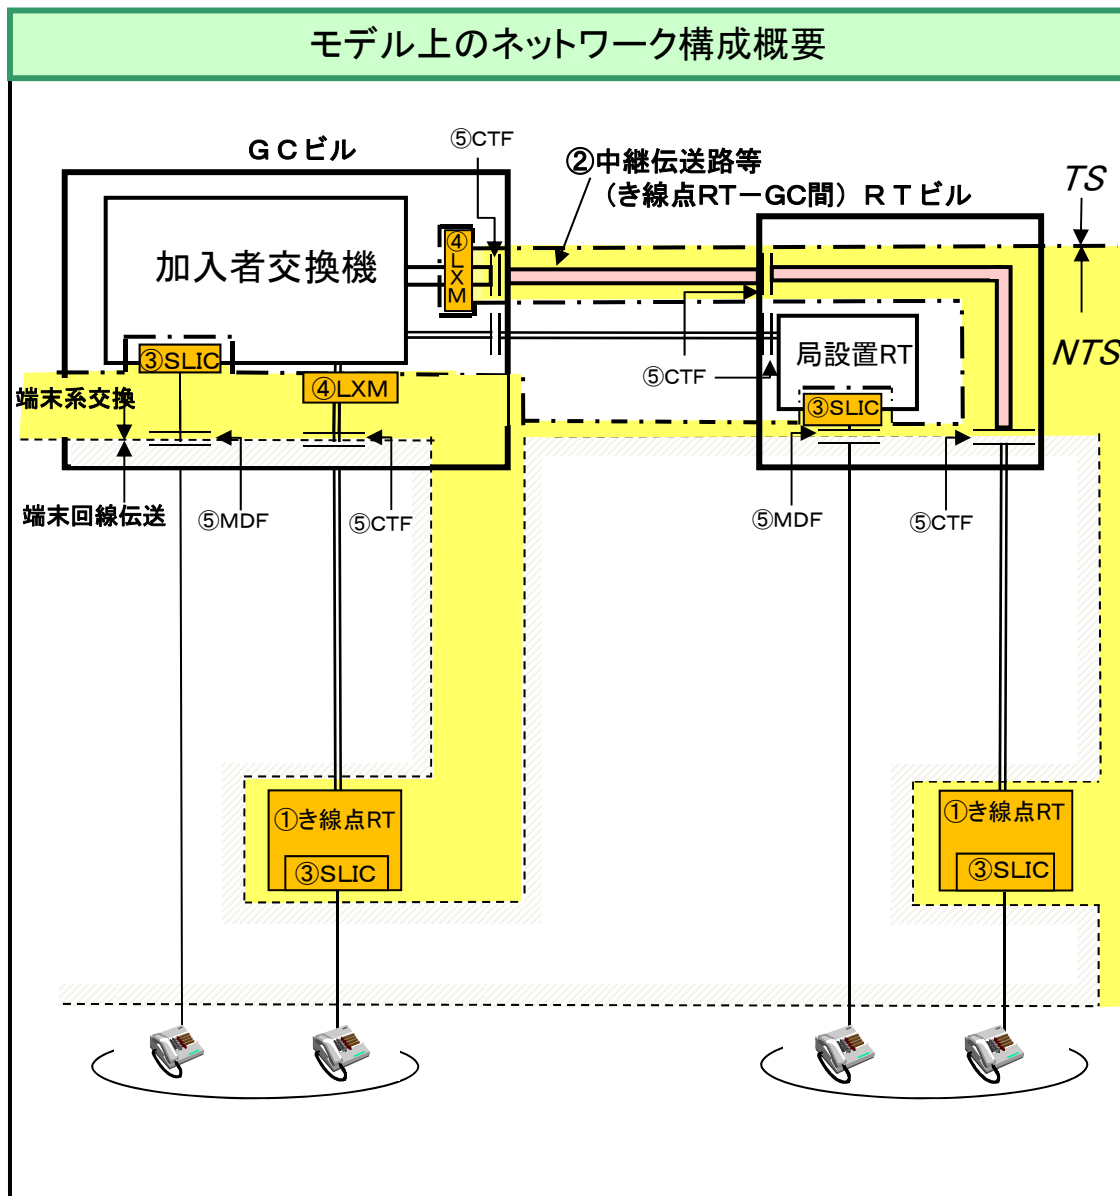 モデル上のネットワーク構成概要
GCビル
⑤CTF
②中継伝送路等
（き線点RT－GC間）
RTビル
TS
NTS
加入者交換機
④LXM
③SLIC
④LXM
端末系交換
端末回線伝送
⑤MDF
⑤CTF
⑤CTF
局設置RT
③SLIC
⑤MDF
⑤CTF
①き線点RT
③SLIC
①き線点RT
③SLIC